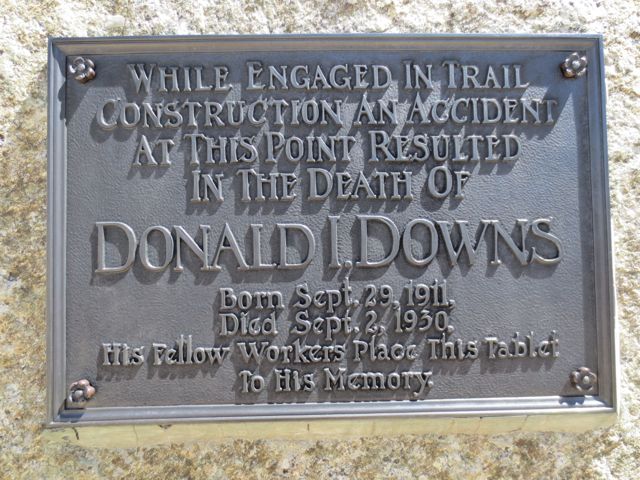 While Engaged In Trail
Construction An Accident
At This Point Resulted
In The Death Of
Donald I. Downs
Born Sept. 29, 1911,
Died Sept. 2, 1930.
His Fellow Workers Place This Tablet
To His Memory.